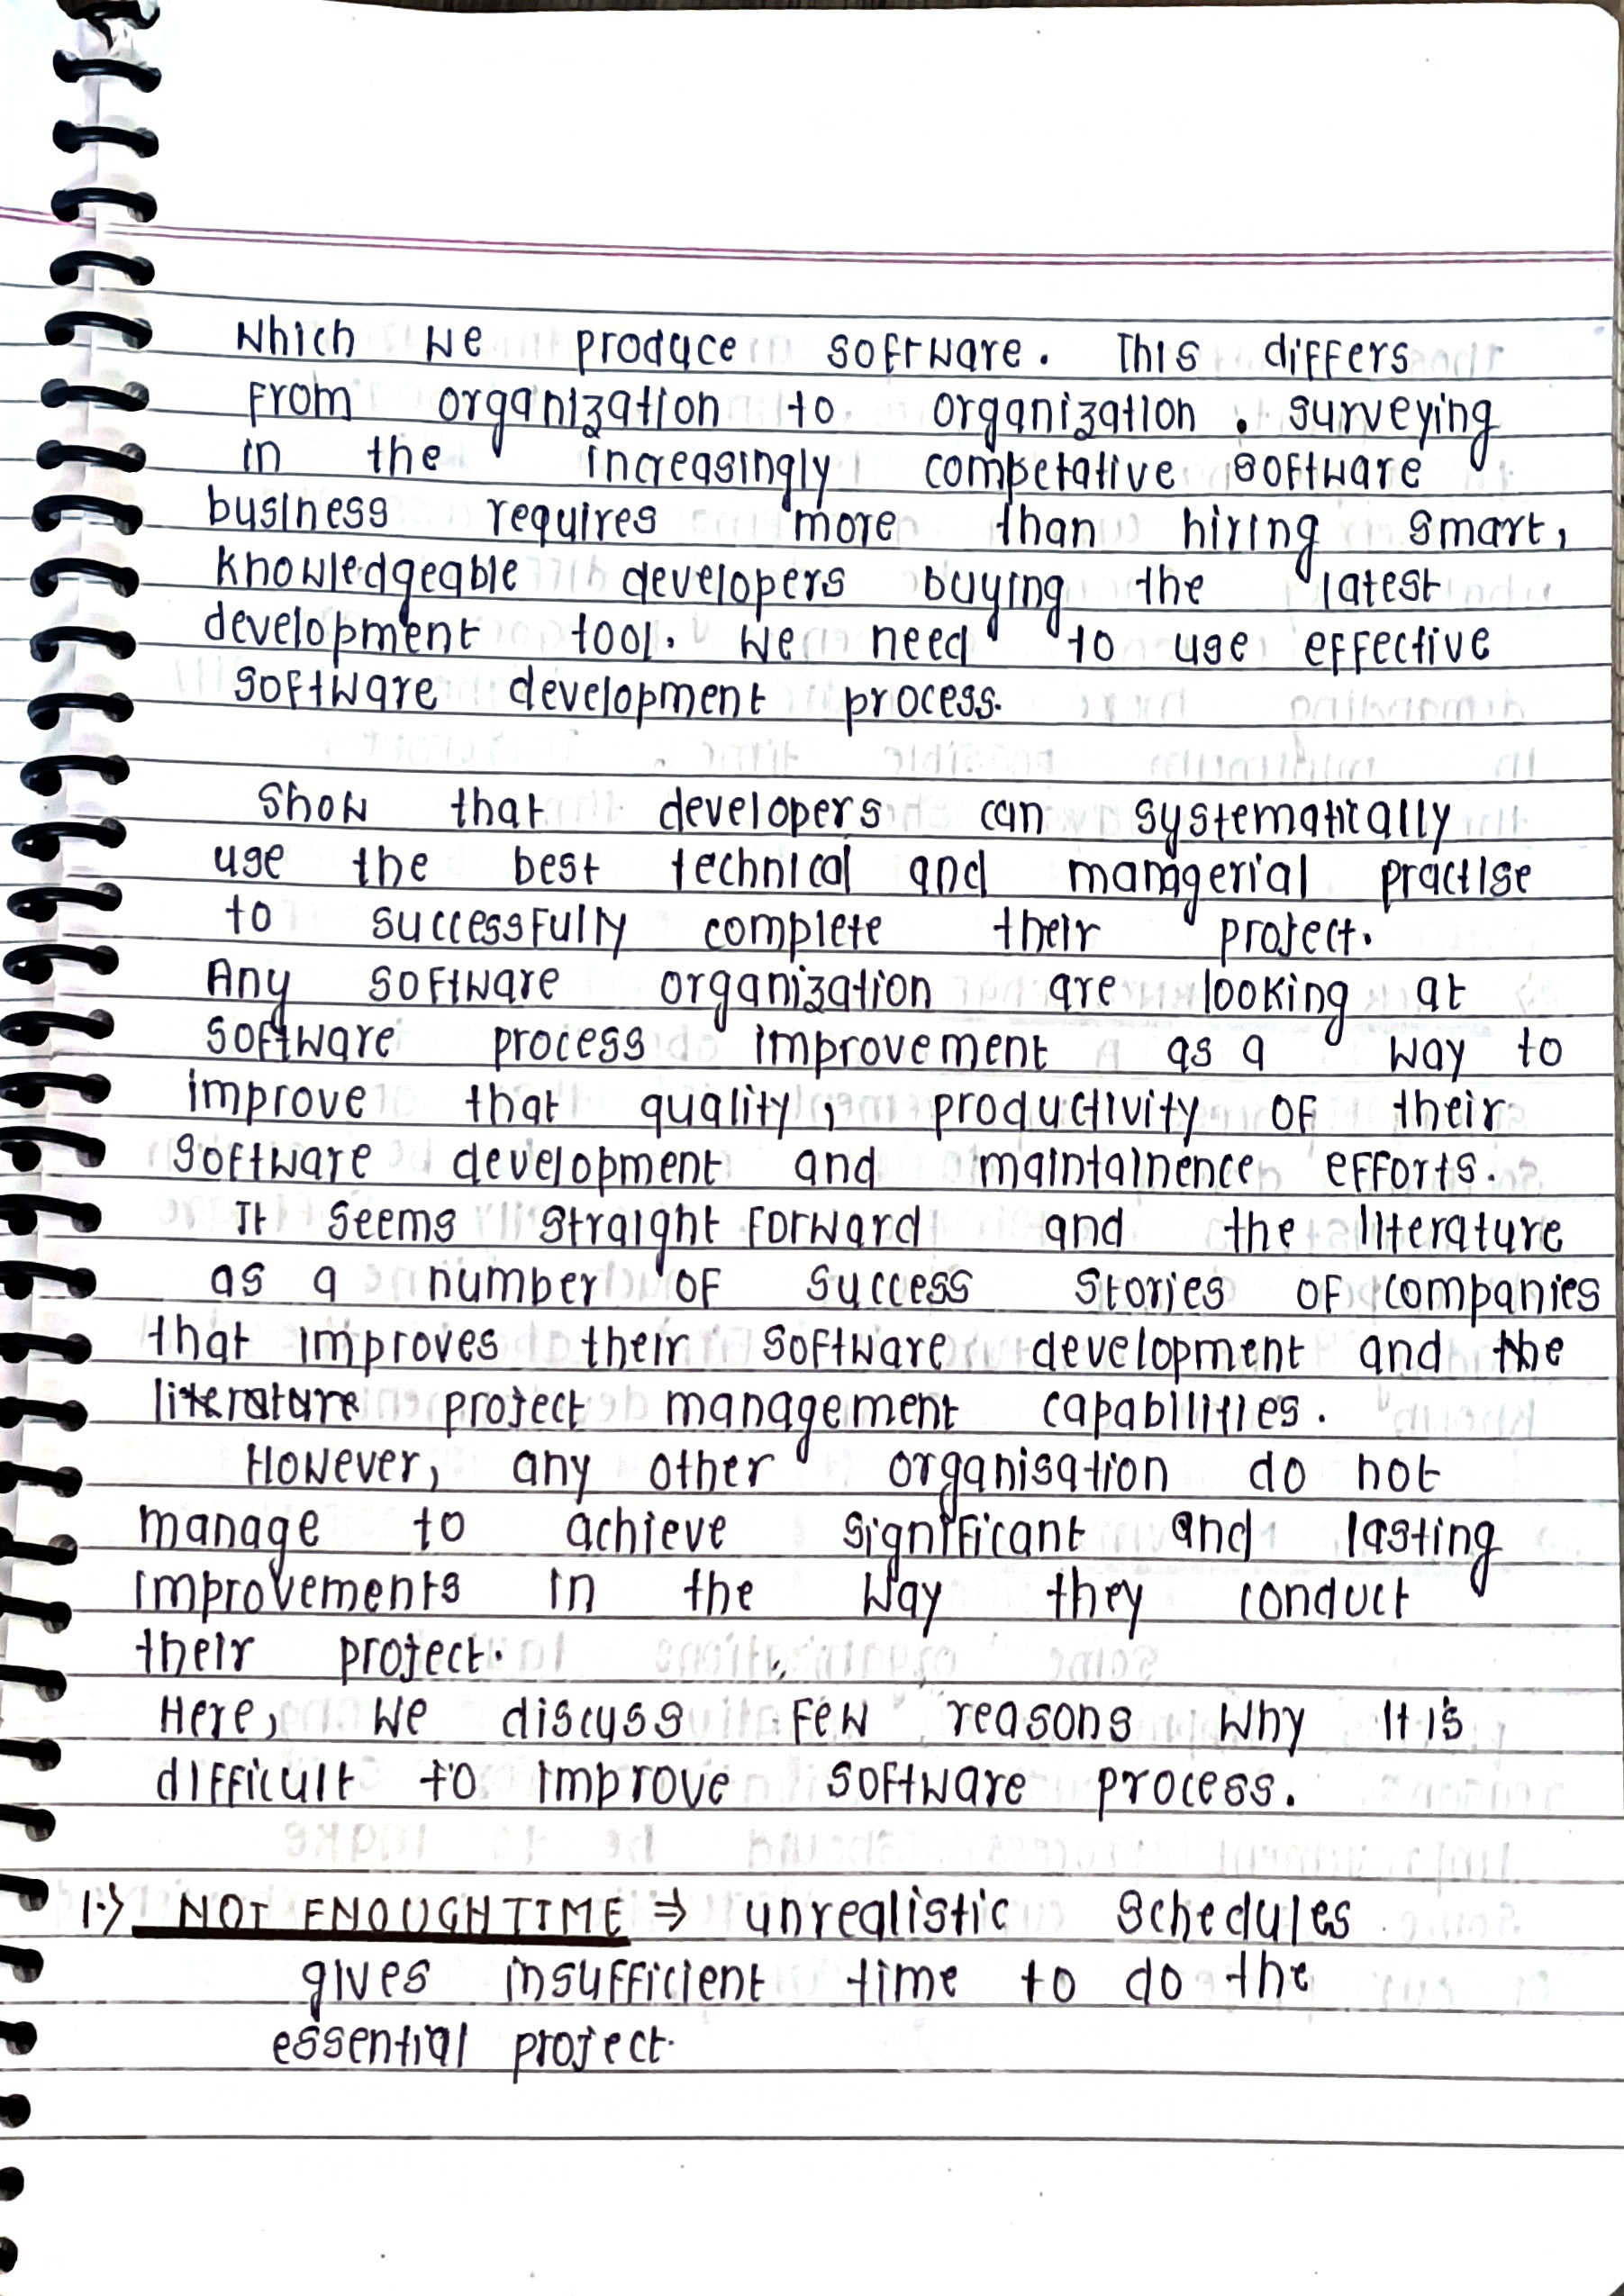 which we produce software. This differs
from organization to organization. surveying
in the increasingly competative software
business requires more than hiring smart,
knowledgeable developers buying the latest
development tool. We need to use effective
software development process.
Show that developers can systematically
use the best technical and managerial practise
to successfully complete their project.
Any software organization are looking at
software process improvement as a way to
improve that quality, productivity of their
software development and maintainence efforts.
It seems straight forward and the literature
as a number of success stories of companies
that improves their software development and the
literature project management capabilities.
However, any other organisation do not
manage to achieve significant and lasting
improvements in the way they conduct
their project.
Here, we discuss few reasons why it is
difficult to improve software process.
1.> NOT ENOUGH TIME ⇒ unrealistic schedules
gives insufficient time to do the
essential project.